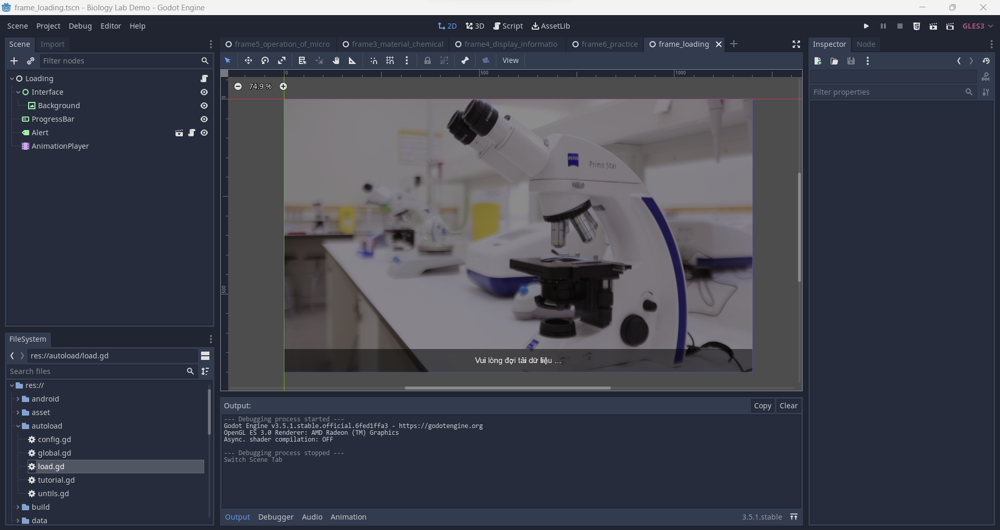 frame_loading.tscn - Biology Lab Demo - Godot Engine
Scene Project Debug Editor Help
2D 3D Script AssetLib
GLES3
Scene Import
Filter nodes
Loading
Interface
Background
ProgressBar
Alert
AnimationPlayer
FileSystem
res://autoload/load.gd
Search files
res://
android
asset
autoload
config.gd
global.gd
load.gd
tutorial.gd
untils.gd
build
data
frame5_operation_of_micro frame3_material_chemical frame4_display_informatio frame6_practice frame_loading
View
0 500 1000
74.9 %
0
500
ZEISS
Primo Star
Vui lòng đợi tải dữ liệu ...
Output:
Copy Clear
--- Debugging process started ---
Godot Engine v3.5.1.stable.official.6fed1ffa3 - https://godotengine.org
OpenGL ES 3.0 Renderer: AMD Radeon (TM) Graphics
Async. shader compilation: OFF
--- Debugging process stopped ---
Switch Scene Tab
Output Debugger Audio Animation
3.5.1.stable
Inspector Node
DOC
Filter properties